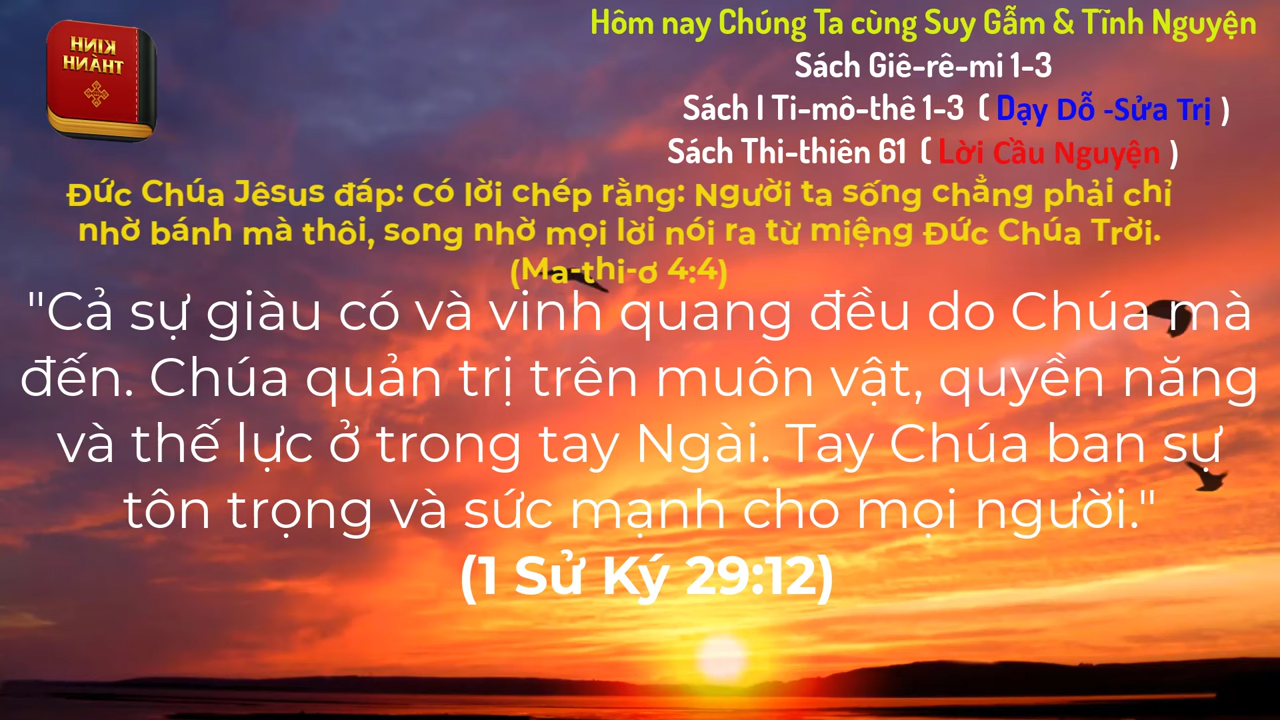 KINH
THÁNH
Hôm nay Chúng Ta cùng Suy Gẫm & Tĩnh Nguyện
Sách Giê-rê-mi 1-3
Sách I Ti-mô-thê 1-3 ( Dạy Dỗ -Sửa Trị )
Sách Thi-thiên 61 ( Lời Cầu Nguyện )
Đức Chúa Jêsus đáp: Có lời chép rằng: Người ta sống chẳng phải chỉ
nhờ bánh mà thôi, song nhờ mọi lời nói ra từ miệng Đức Chúa Trời.
(Ma-thi-ơ 4:4)
"Cả sự giàu có và vinh quang đều do Chúa mà
đến. Chúa quản trị trên muôn vật, quyền năng
và thế lực ở trong tay Ngài. Tay Chúa ban sự
tôn trọng và sức mạnh cho mọi người."
(1 Sử Ký 29:12)